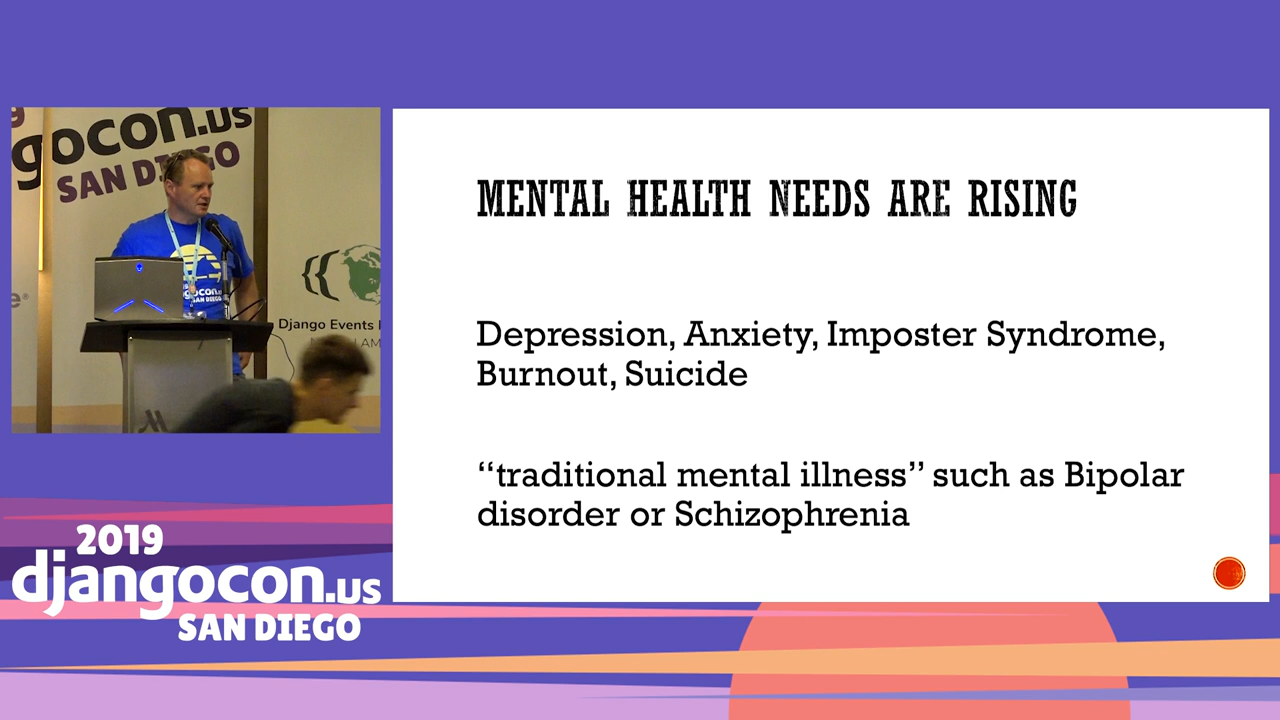 gocon.us
SAN DIEGO
Django Events
MENTAL HEALTH NEEDS ARE RISING
Depression, Anxiety, Imposter Syndrome,
Burnout, Suicide
“traditional mental illness” such as Bipolar
disorder or Schizophrenia
2019
djangocon.us
SAN DIEGO